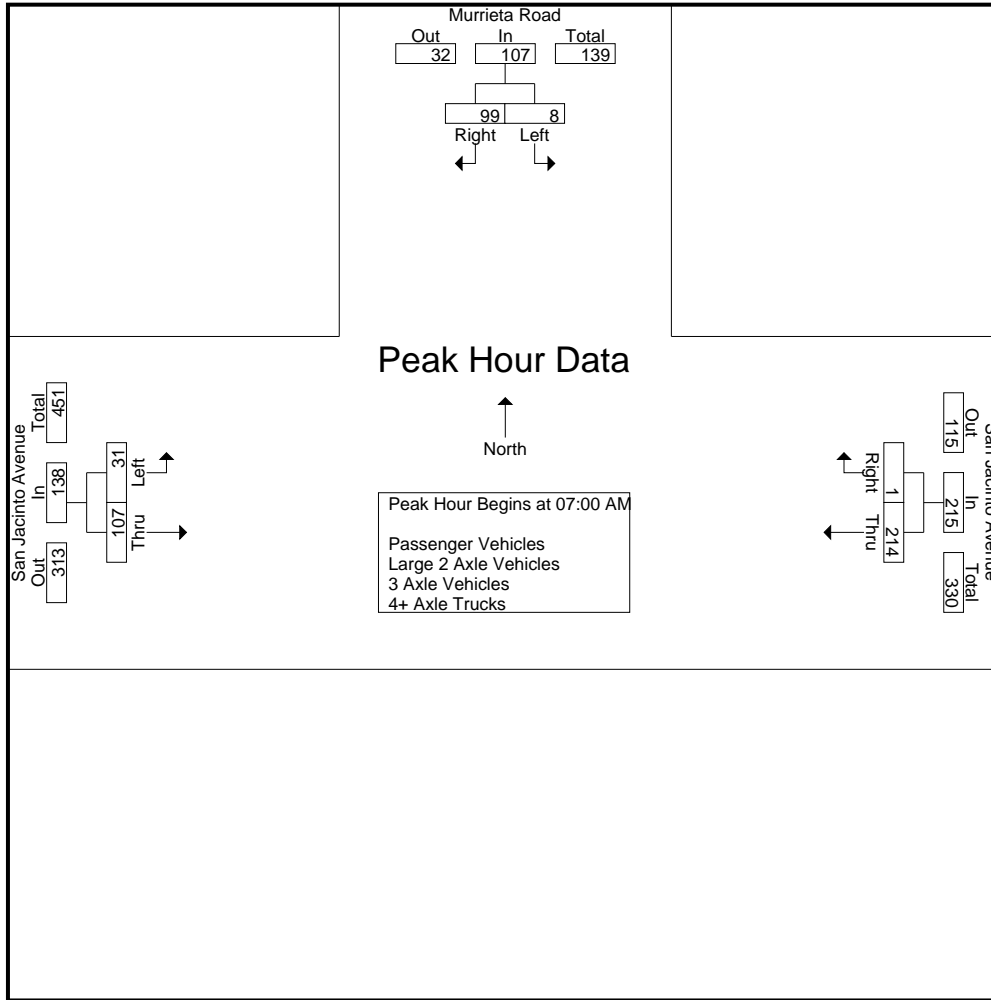 Murrieta Road
Out In Total
32 107 139
99 8
Right Left
Peak Hour Data
North
Peak Hour Begins at 07:00 AM
Passenger Vehicles
Large 2 Axle Vehicles
3 Axle Vehicles
4+ Axle Trucks
San Jacinto Avenue
Out In Total
313 138 451
Left
31
Thru
107
San Jacinto Avenue
Out In Total
115 215 330
1 214
Right Thru